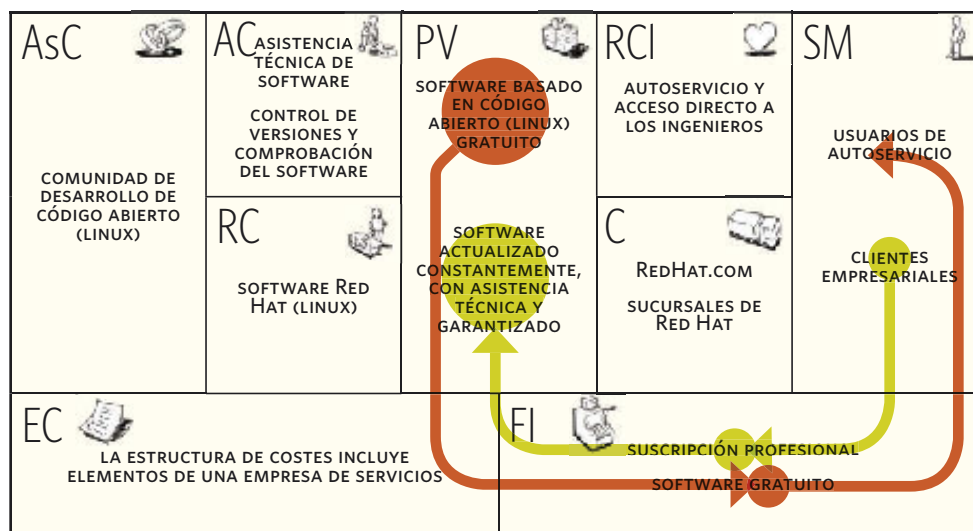 AsC
COMUNIDAD DE
DESARROLLO DE
CÓDIGO ABIERTO
(LINUX)
AC
ASISTENCIA
TÉCNICA DE
SOFTWARE
CONTROL DE
VERSIONES Y
COMPROBACIÓN
DEL SOFTWARE
RC
SOFTWARE RED
HAT (LINUX)
PV
SOFTWARE BASADO
EN CÓDIGO
ABIERTO (LINUX)
GRATUITO
SOFTWARE
ACTUALIZADO
CONSTANTEMENTE,
CON ASISTENCIA
TÉCNICA Y
GARANTIZADO
RCl
AUTOSERVICIO Y
ACCESO DIRECTO A
LOS INGENIEROS
C
REDHAT.COM
SUCURSALES DE
RED HAT
SM
USUARIOS DE
AUTOSERVICIO
CLIENTES
EMPRESARIALES
EC
LA ESTRUCTURA DE COSTES INCLUYE
ELEMENTOS DE UNA EMPRESA DE SERVICIOS
FI
SUSCRIPCIÓN PROFESIONAL
SOFTWARE GRATUITO